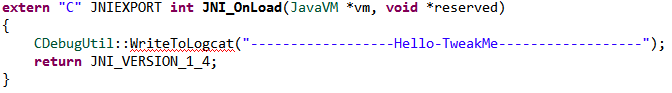 extern "C" JNIEXPORT int JNI_OnLoad(JavaVM *vm, void *reserved)
{
    CDebugUtil::WriteToLogcat("------------------Hello-TweakMe------------------");
    return JNI_VERSION_1_4;
}